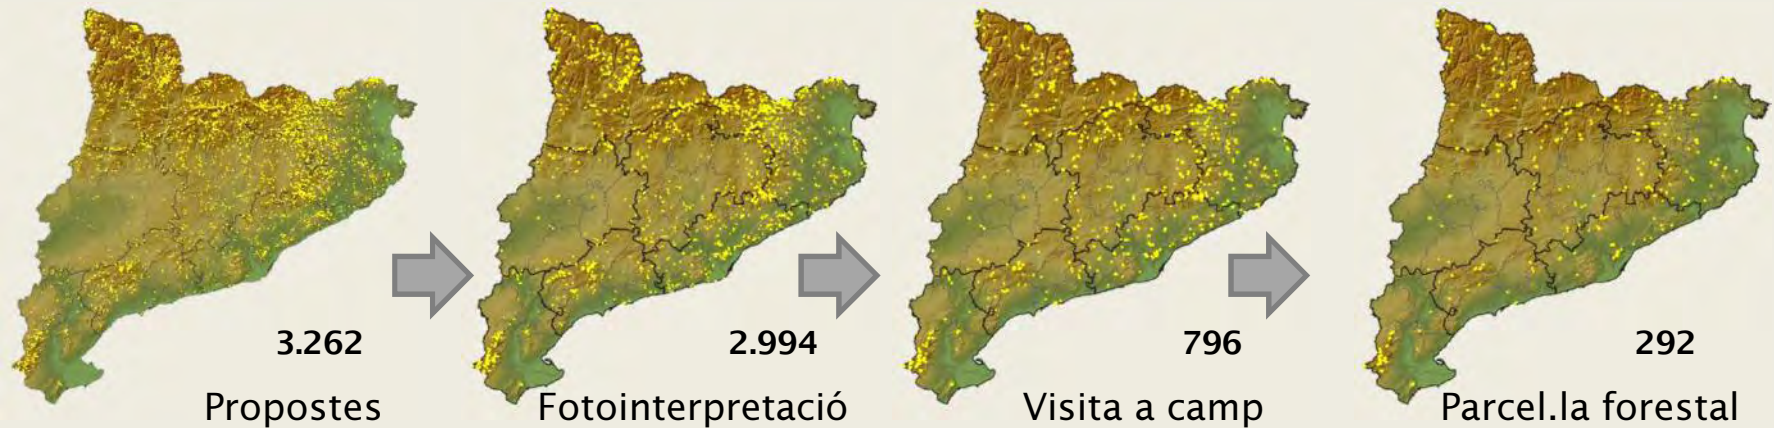 3.262
2.994
796
292
Propostes
Fotointerpretació
Visita a camp
Parcel.la forestal